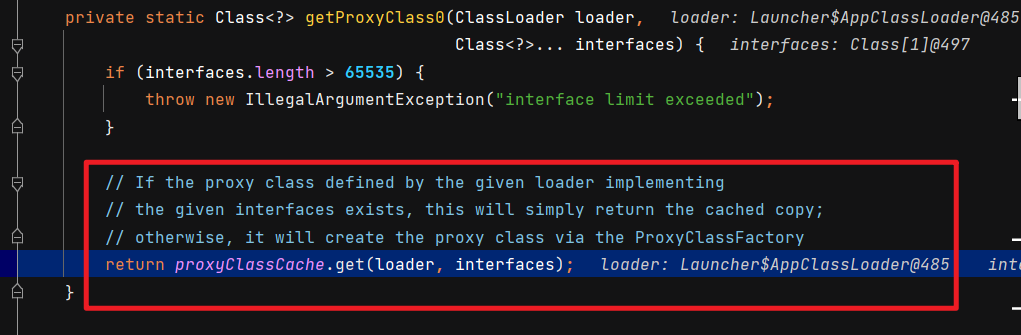 private static Class<?> getProxyClass0(ClassLoader loader, loader: Launcher$AppClassLoader@485
Class<?>... interfaces) { interfaces: Class[1]@497
if (interfaces.length > 65535) {
throw new IllegalArgumentException("interface limit exceeded");
}
// If the proxy class defined by the given loader implementing
// the given interfaces exists, this will simply return the cached copy;
// otherwise, it will create the proxy class via the ProxyClassFactory
return proxyClassCache.get(loader, interfaces); loader: Launcher$AppClassLoader@485
}